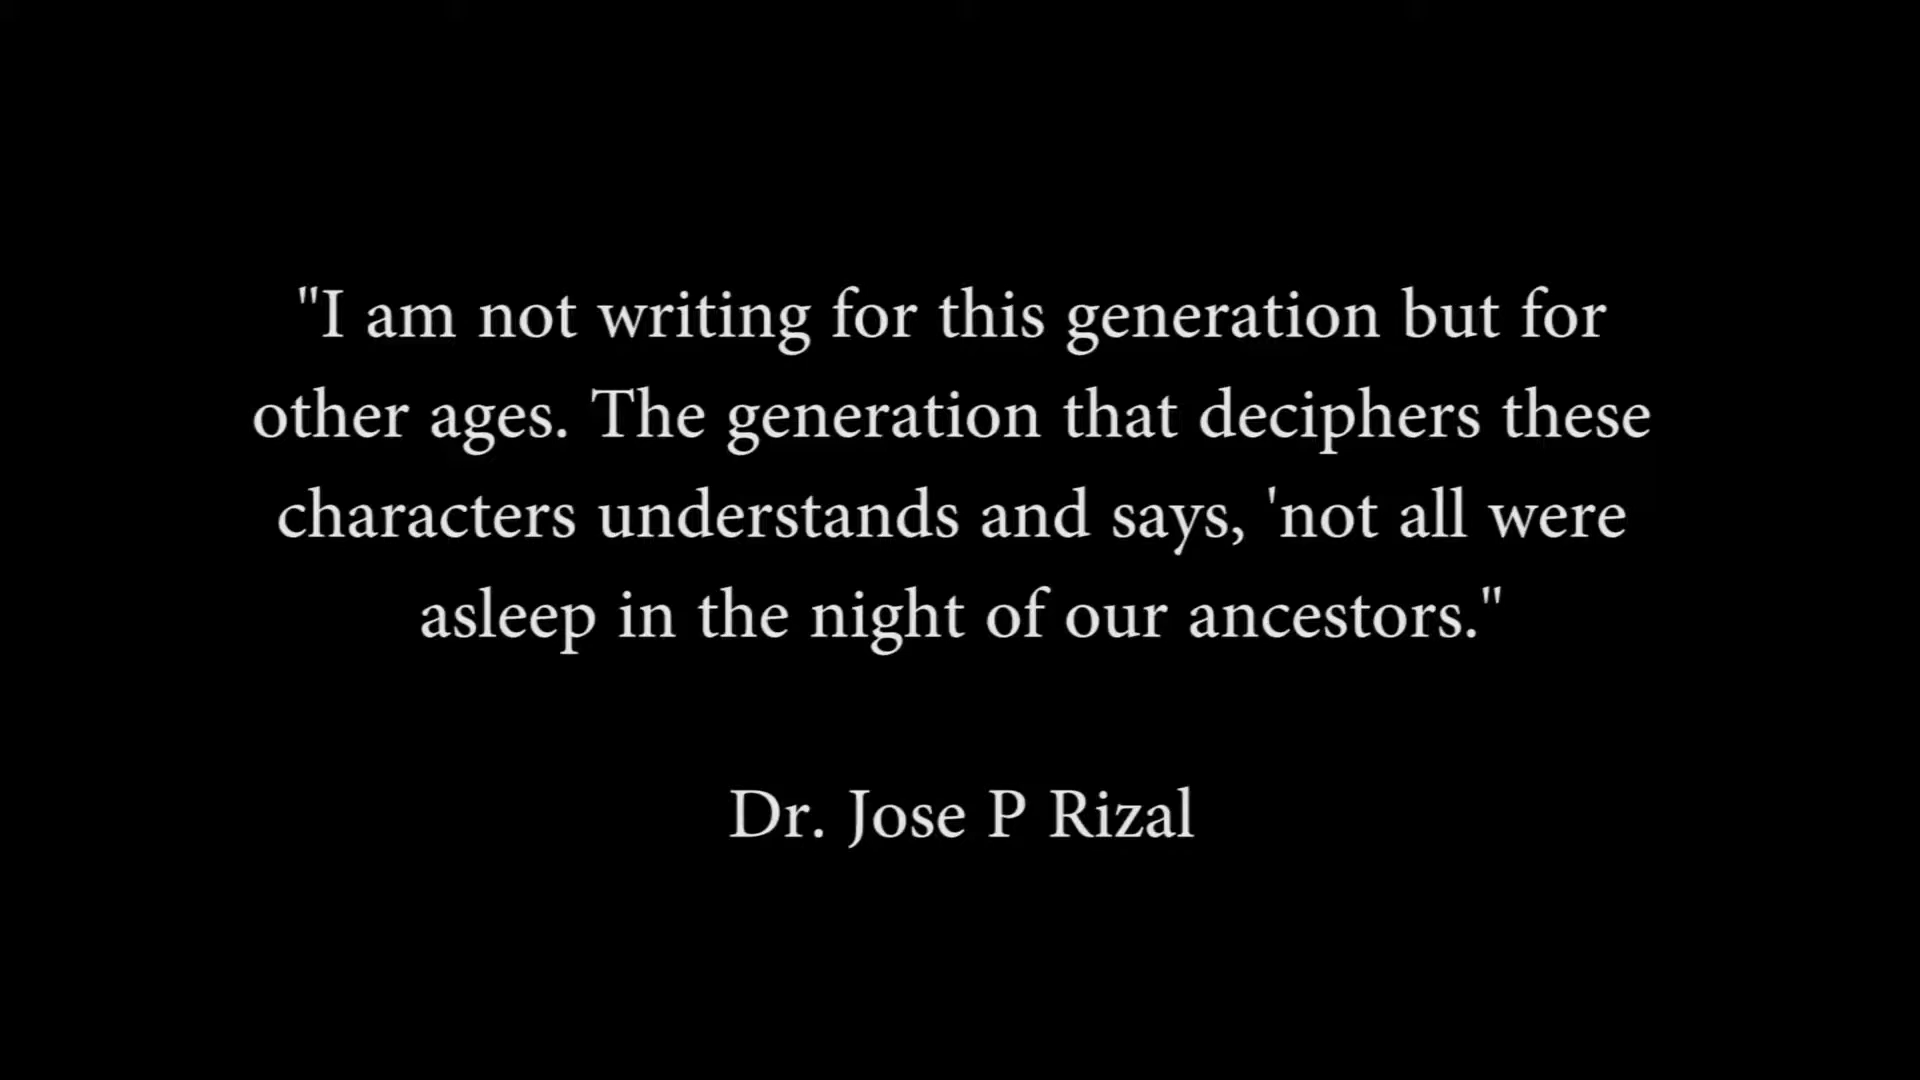 "I am not writing for this generation but for
other ages. The generation that deciphers these
characters understands and says, 'not all were
asleep in the night of our ancestors."
Dr. Jose P Rizal